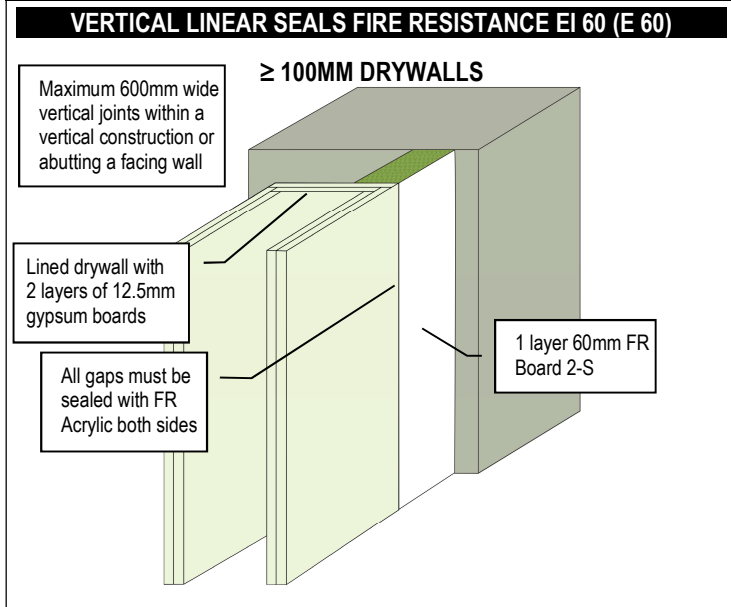 VERTICAL LINEAR SEALS FIRE RESISTANCE EI 60 (E 60)
≥ 100MM DRYWALLS
Maximum 600mm wide
vertical joints within a
vertical construction or
abutting a facing wall
Lined drywall with
2 layers of 12.5mm
gypsum boards
All gaps must be
sealed with FR
Acrylic both sides
1 layer 60mm FR
Board 2-S